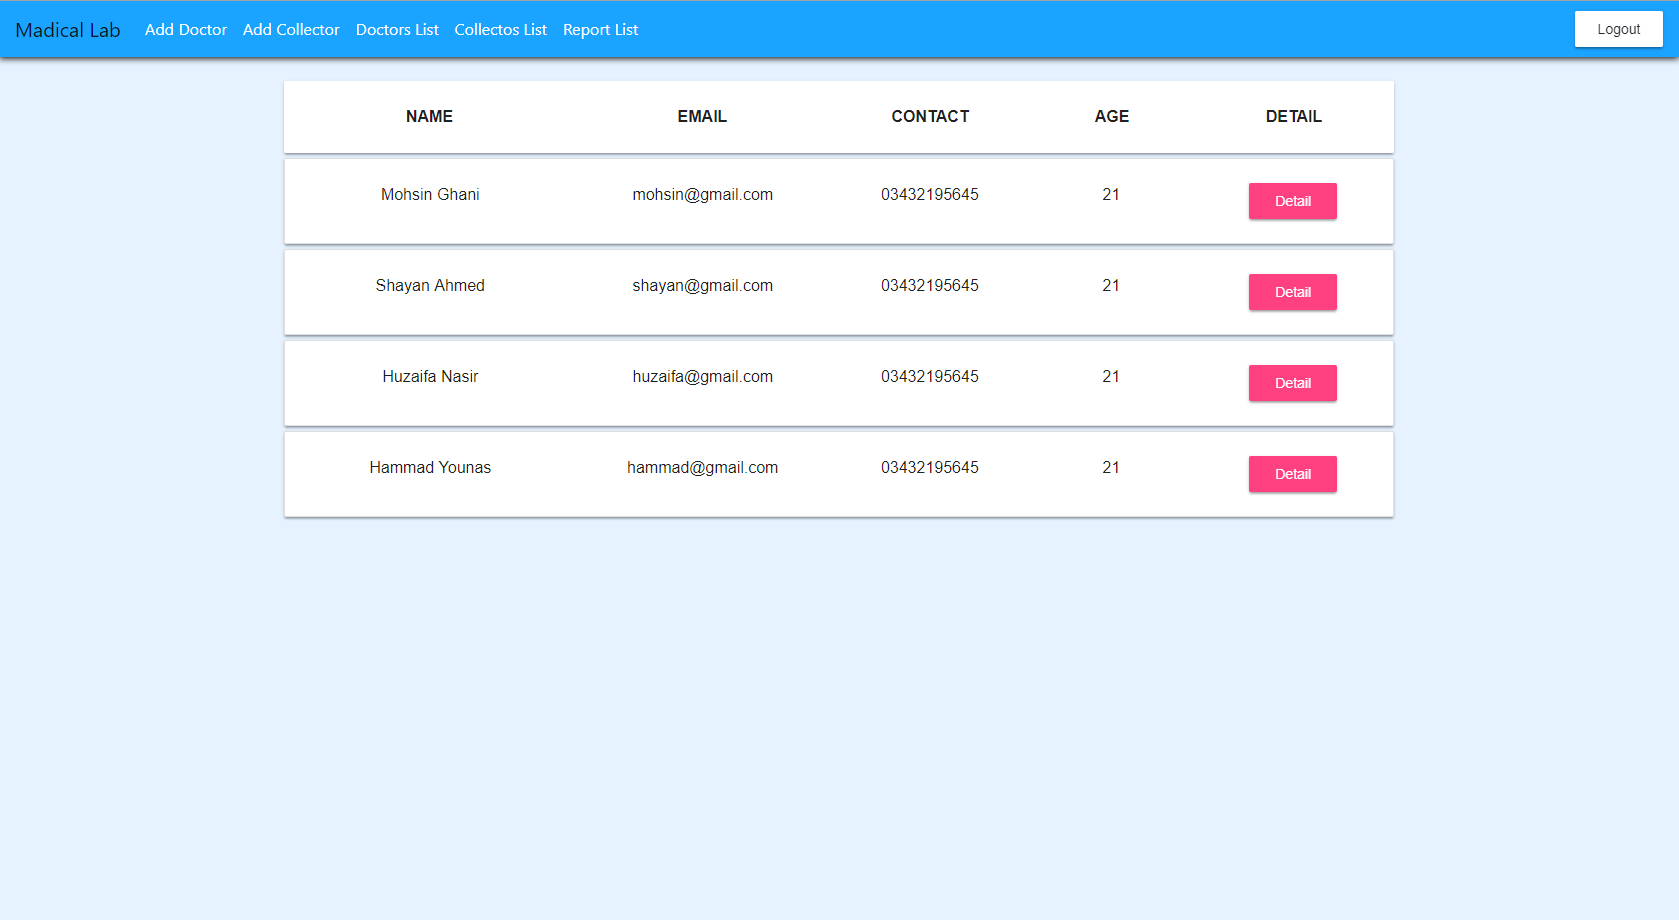 Madical Lab Add Doctor Add Collector Doctors List Collectos List Report List Logout
NAME EMAIL CONTACT AGE DETAIL
Mohsin Ghani mohsin@gmail.com 03432195645 21 Detail
Shayan Ahmed shayan@gmail.com 03432195645 21 Detail
Huzaifa Nasir huzaifa@gmail.com 03432195645 21 Detail
Hammad Younas hammad@gmail.com 03432195645 21 Detail